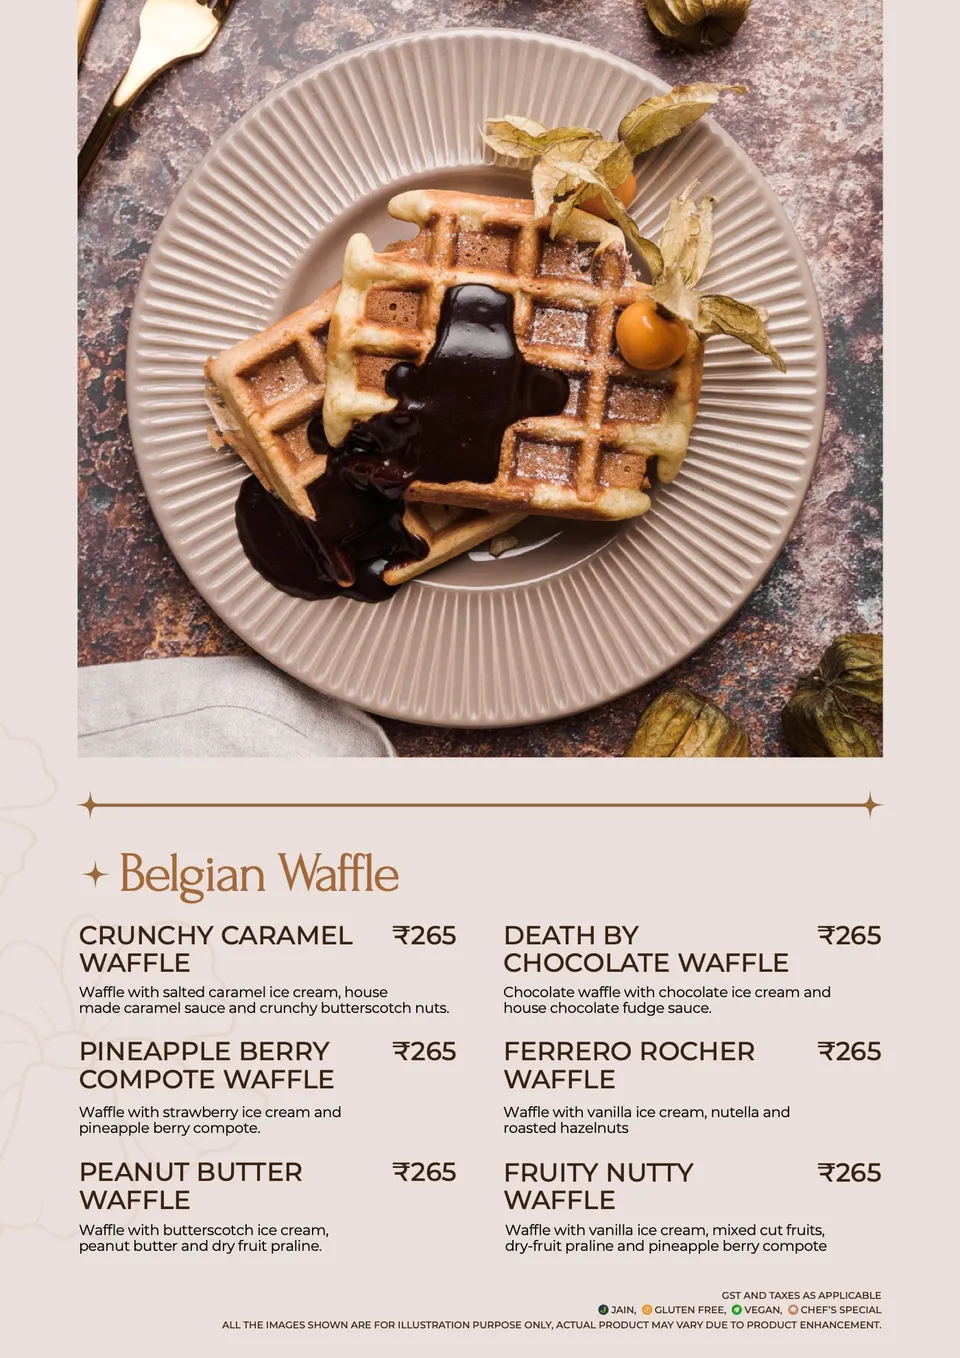 Belgian Waffle
CRUNCHY CARAMEL ₹265
WAFFLE
Waffle with salted caramel ice cream, house
made caramel sauce and crunchy butterscotch nuts.
PINEAPPLE BERRY ₹265
COMPOTE WAFFLE
Waffle with strawberry ice cream and
pineapple berry compote.
PEANUT BUTTER ₹265
WAFFLE
Waffle with butterscotch ice cream,
peanut butter and dry fruit praline.
DEATH BY ₹265
CHOCOLATE WAFFLE
Chocolate waffle with chocolate ice cream and
house chocolate fudge sauce.
FERRERO ROCHER ₹265
WAFFLE
Waffle with vanilla ice cream, nutella and
roasted hazelnuts
FRUITY NUTTY ₹265
WAFFLE
Waffle with vanilla ice cream, mixed cut fruits,
dry-fruit praline and pineapple berry compote
GST AND TAXES AS APPLICABLE
JAIN, GLUTEN FREE, VEGAN, CHEF'S SPECIAL
ALL THE IMAGES SHOWN ARE FOR ILLUSTRATION PURPOSE ONLY, ACTUAL PRODUCT MAY VARY DUE TO PRODUCT ENHANCEMENT.